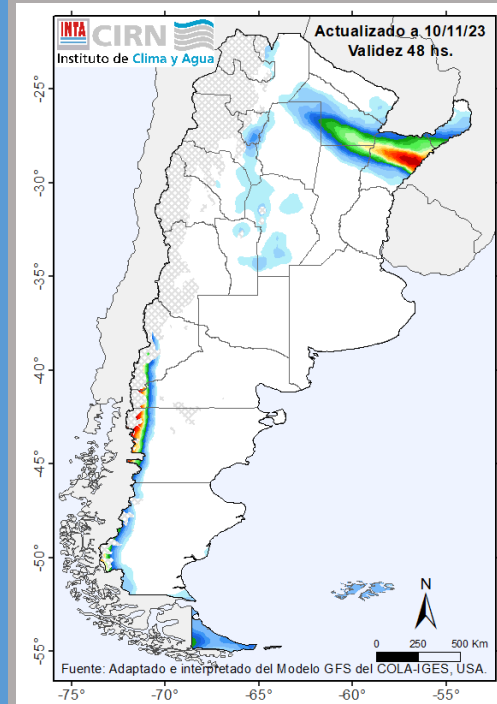 INTA CIRN
Instituto de Clima y Agua
Actualizado a 10/11/23
Validez 48 hs.
-25°
-30°
-35°
-40°
-45°
-50°
-55°
N
0 250 500 Km
Fuente: Adaptado e interpretado del Modelo GFS del COLA-IGES, USA.
-75° -70° -65° -60° -55°